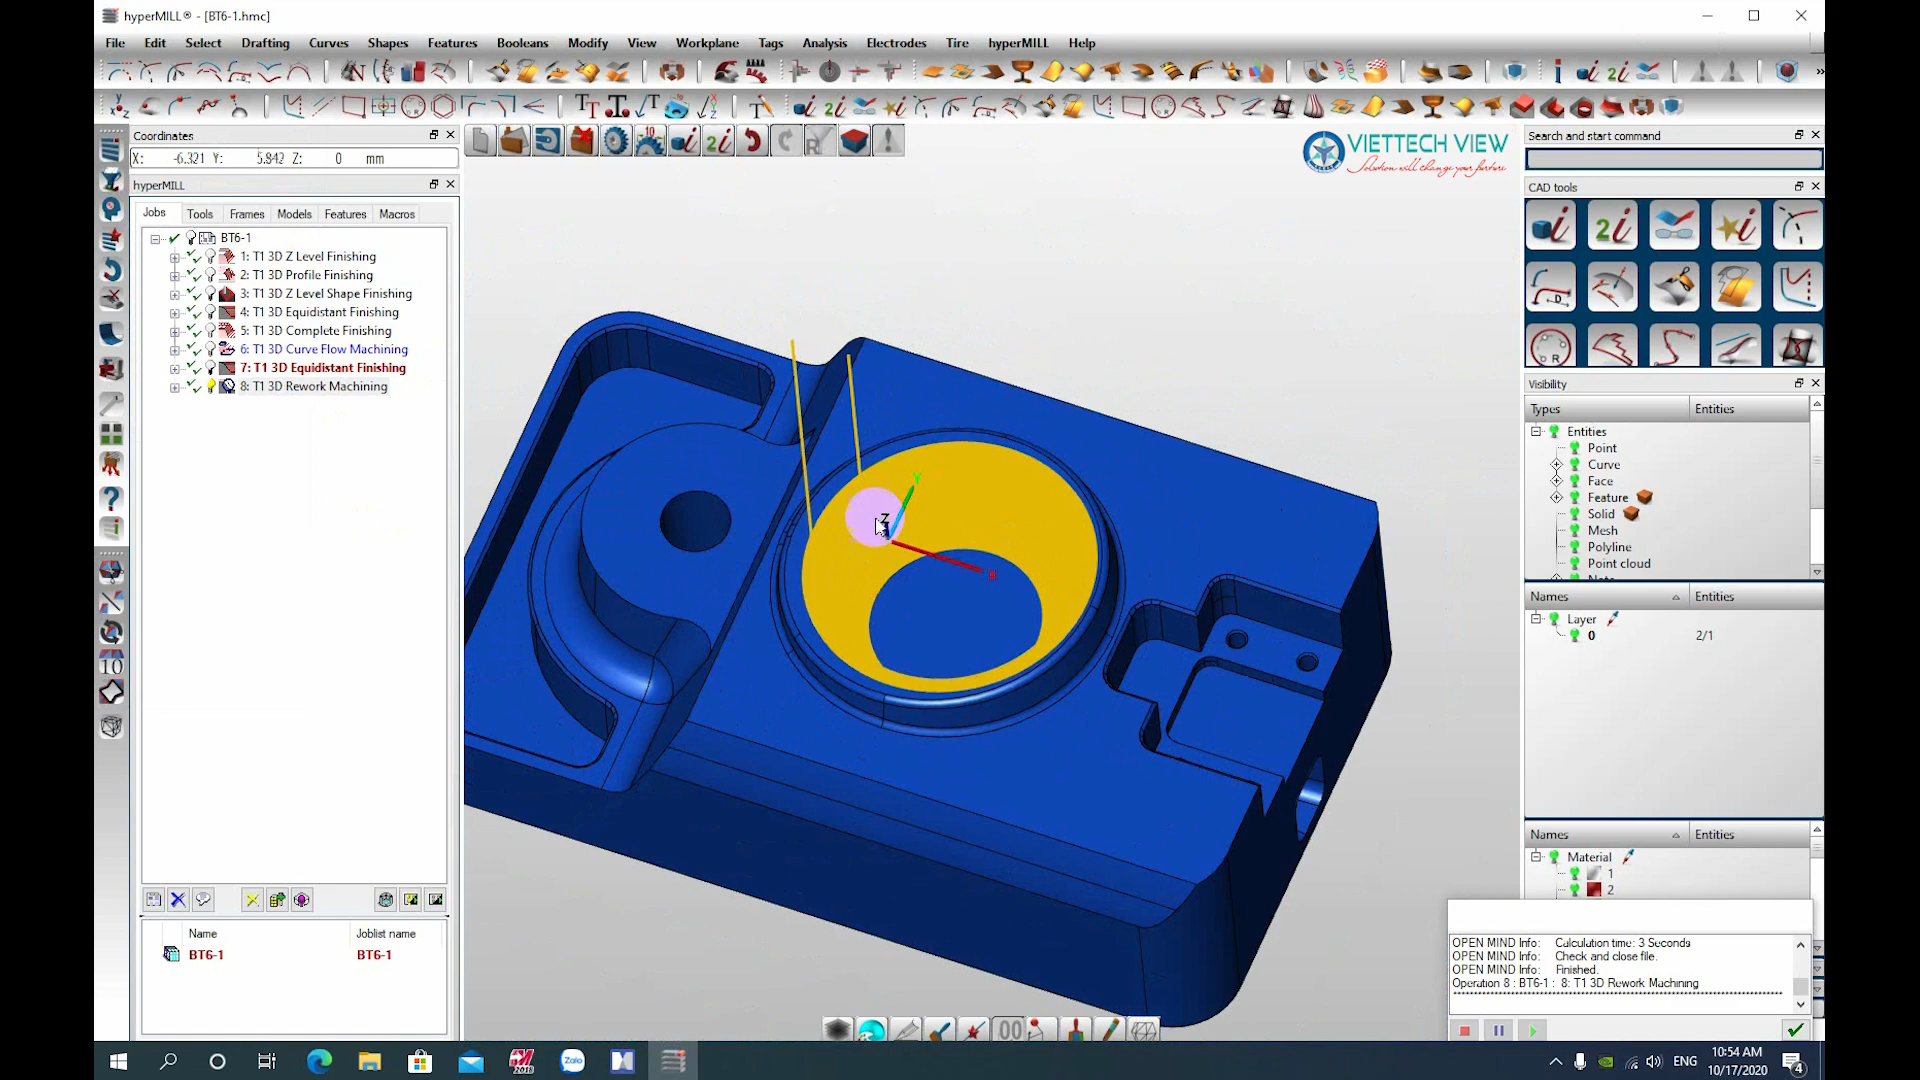 hyperMILL® - [BT6-1.hmc]
File Edit Select Drafting Curves Shapes Features Booleans Modify View Workplane Tags Analysis Electrodes Tire hyperMILL Help
Coordinates
X: -6.321 Y: 5.842 Z: 0 mm
hyperMILL
Jobs Tools Frames Models Features Macros
BT6-1
1: T1 3D Z Level Finishing
2: T1 3D Profile Finishing
3: T1 3D Z Level Shape Finishing
4: T1 3D Equidistant Finishing
5: T1 3D Complete Finishing
6: T1 3D Curve Flow Machining
7: T1 3D Equidistant Finishing
8: T1 3D Rework Machining
Name Joblist name
BT6-1 BT6-1
VIETTECH VIEW
Solution will change your future
Y
Z
Search and start command
CAD tools
Visibility
Types Entities
Entities
Point
Curve
Face
Feature
Solid
Mesh
Polyline
Point cloud
Names Entities
Layer
0 2/1
Names Entities
Material
1
2
OPEN MIND Info: Calculation time: 3 Seconds
OPEN MIND Info: Check and close file.
OPEN MIND Info: Finished.
Operation 8 : BT6-1 : 8: T1 3D Rework Machining
ENG
10:54 AM
10/17/2020
4